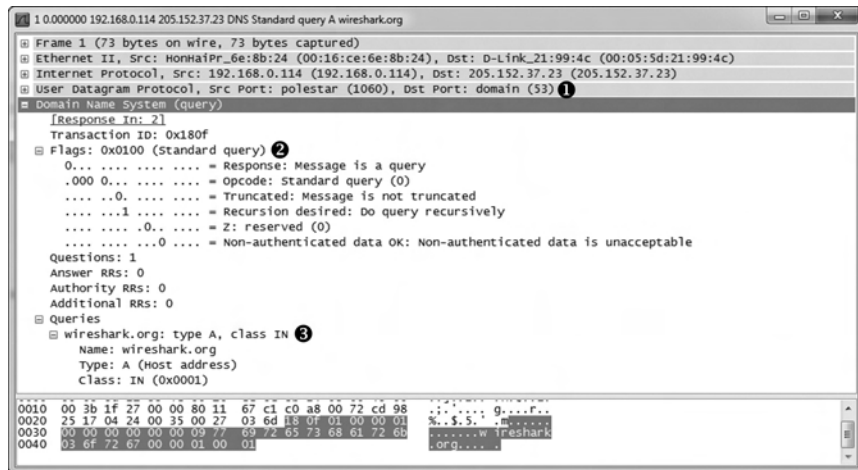 1 0.000000 192.168.0.114 205.152.37.23 DNS Standard query A wireshark.org
Frame 1 (73 bytes on wire, 73 bytes captured)
Ethernet II, Src: HonHaiPr_6e:8b:24 (00:16:ce:6e:8b:24), Dst: D-Link_21:99:4c (00:05:5d:21:99:4c)
Internet Protocol, Src: 192.168.0.114 (192.168.0.114), Dst: 205.152.37.23 (205.152.37.23)
User Datagram Protocol, Src Port: polestar (1060), Dst Port: domain (53) ❶
Domain Name System (query)
[Response In: 2]
Transaction ID: 0x180f
Flags: 0x0100 (Standard query) ❷
0... .... .... .... = Response: Message is a query
.000 0... .... .... = Opcode: Standard query (0)
.... ..0. .... .... = Truncated: Message is not truncated
.... ...1 .... .... = Recursion desired: Do query recursively
.... .... .0.. .... = Z: reserved (0)
.... .... ...0 .... = Non-authenticated data OK: Non-authenticated data is unacceptable
Questions: 1
Answer RRs: 0
Authority RRs: 0
Additional RRs: 0
Queries
wireshark.org: type A, class IN ❸
Name: wireshark.org
Type: A (Host address)
Class: IN (0x0001)
0010 00 3b 1f 27 00 00 80 11 67 c1 c0 a8 00 72 cd 98 .;.'.... g....r..
0020 25 17 04 24 00 35 00 27 03 6d 18 0f 01 00 00 01 %..$.5.' .m......
0030 00 00 00 00 00 00 09 77 69 72 65 73 68 61 72 6b .......w ireshark
0040 03 6f 72 67 00 00 01 00 01 .org.... .